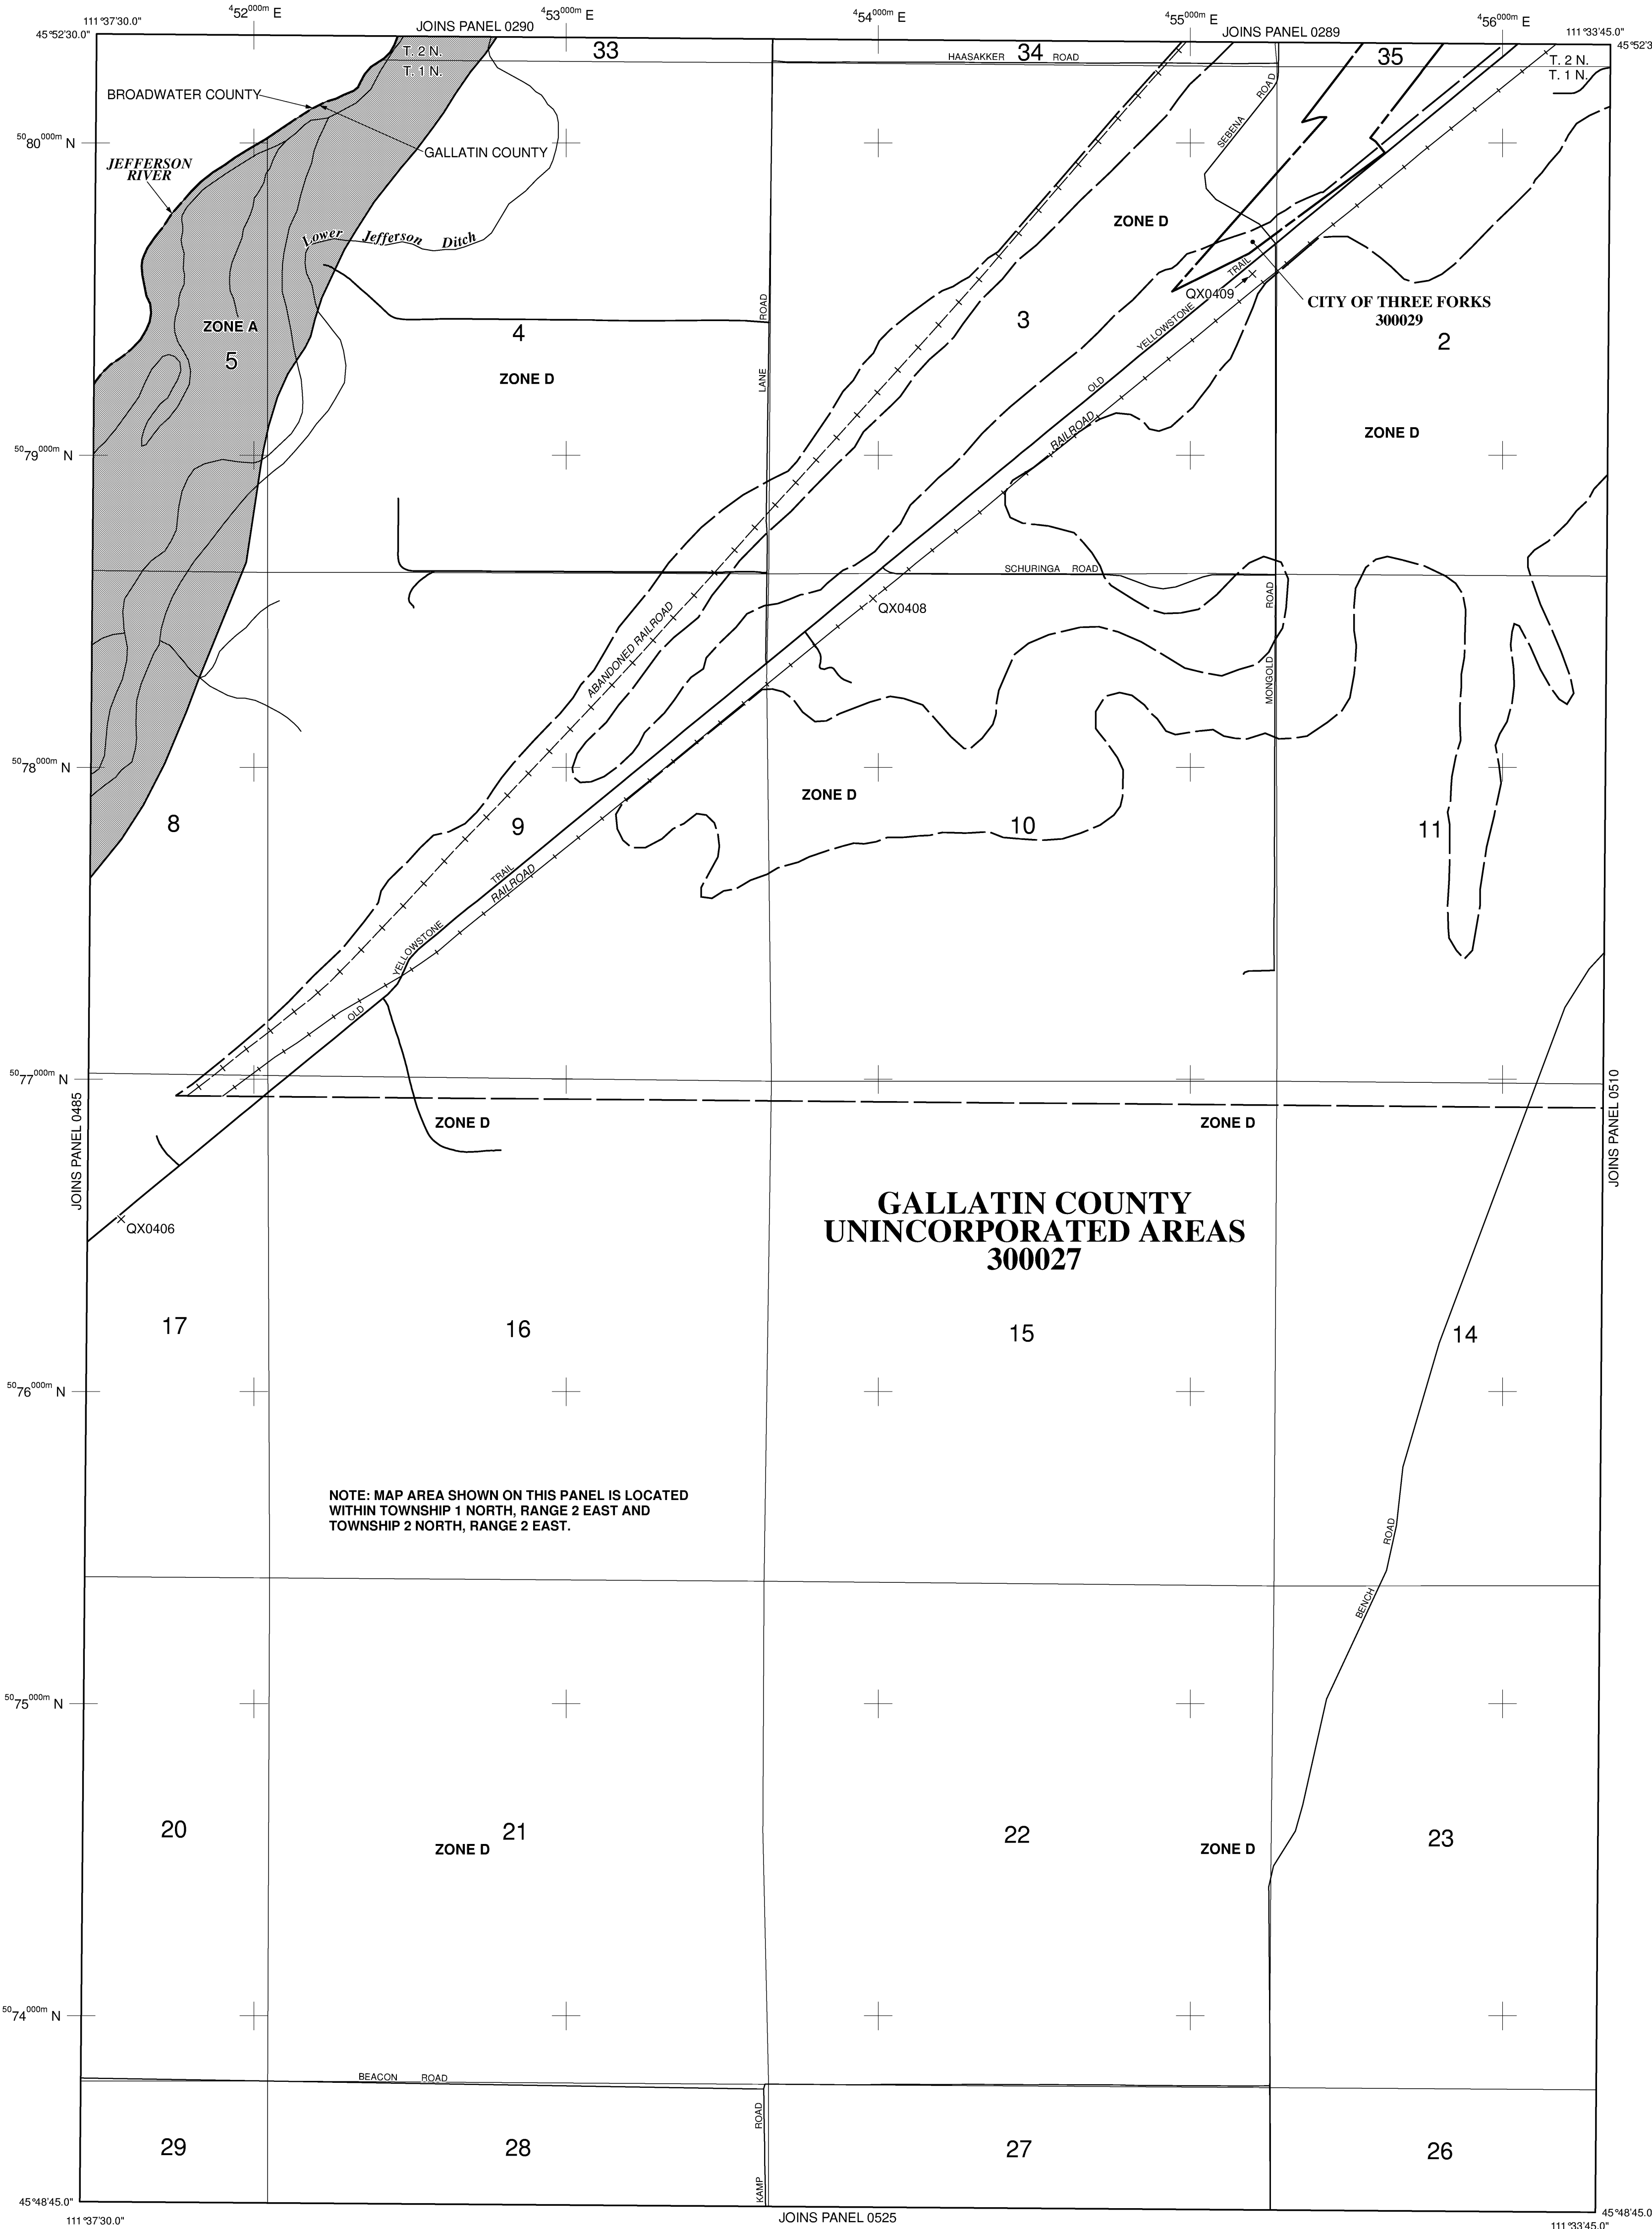 111°37'30.0"
452000m E
JOINS PANEL 0290
453000m E
454000m E
455000m E
JOINS PANEL 0289
456000m E
111°33'45.0"
45°52'30.0"
45°52'3
T. 2 N.
T. 1 N.
33
HAASAKKER 34 ROAD
35
T. 2 N.
T. 1 N.
BROADWATER COUNTY
GALLATIN COUNTY
5080000m N
JEFFERSON
RIVER
SEBENA ROAD
Lower Jefferson Ditch
ZONE D
ZONE A
5
4
ZONE D
LANE ROAD
3
QX0409
OLD YELLOWSTONE TRAIL
RAILROAD
CITY OF THREE FORKS
300029
2
ZONE D
5079000m N
SCHURINGA ROAD
QX0408
ABANDONED RAILROAD
MONGOLD ROAD
5078000m N
ZONE D
8
9
10
11
OLD YELLOWSTONE TRAIL
RAILROAD
5077000m N
JOINS PANEL 0485
JOINS PANEL 0510
ZONE D
ZONE D
QX0406
GALLATIN COUNTY
UNINCORPORATED AREAS
300027
17
16
15
14
5076000m N
NOTE: MAP AREA SHOWN ON THIS PANEL IS LOCATED
WITHIN TOWNSHIP 1 NORTH, RANGE 2 EAST AND
TOWNSHIP 2 NORTH, RANGE 2 EAST.
BENCH ROAD
5075000m N
20
21
22
23
ZONE D
ZONE D
5074000m N
BEACON ROAD
KAMP ROAD
29
28
27
26
45°48'45.0"
45°48'45.0
111°37'30.0"
JOINS PANEL 0525
111°33'45.0"